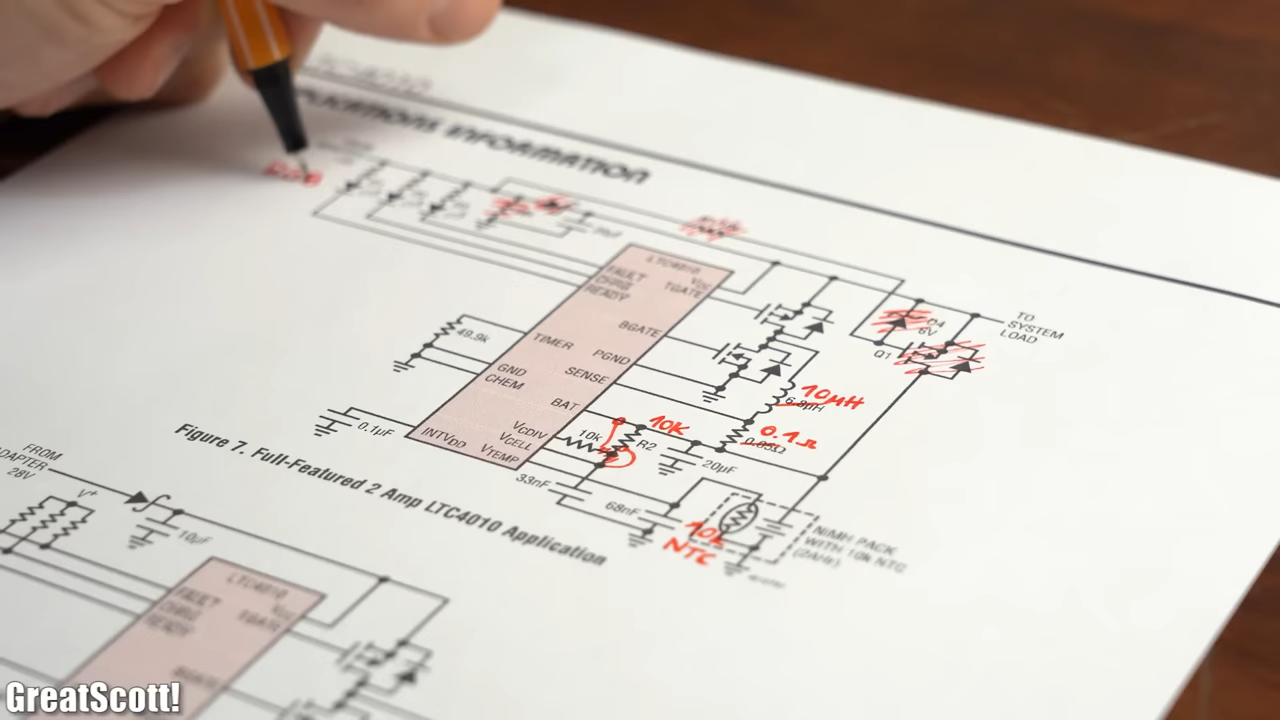 APPLICATIONS INFORMATION
LTC4010
FAULT
CHRG
READY
VCC
TGATE
BGATE
PGND
SENSE
TIMER
GND
CHEM
BAT
VCDIV
VCELL
VTEMP
INTVDD
49.9k
0.1µF
TO
SYSTEM
LOAD
D4
6V
Q1
10µH
6.8µH
0.1Ω
0.05Ω
10K
10k
R2
20µF
33nF
68nF
10k
NTC
NiMH PACK
WITH 10k NTC
(2AHr)
Figure 7. Full-Featured 2 Amp LTC4010 Application
FROM
ADAPTER
28V
V+
10µF
LTC4010
FAULT
CHRG
READY
VCC
TGATE
BGATE
GreatScott!